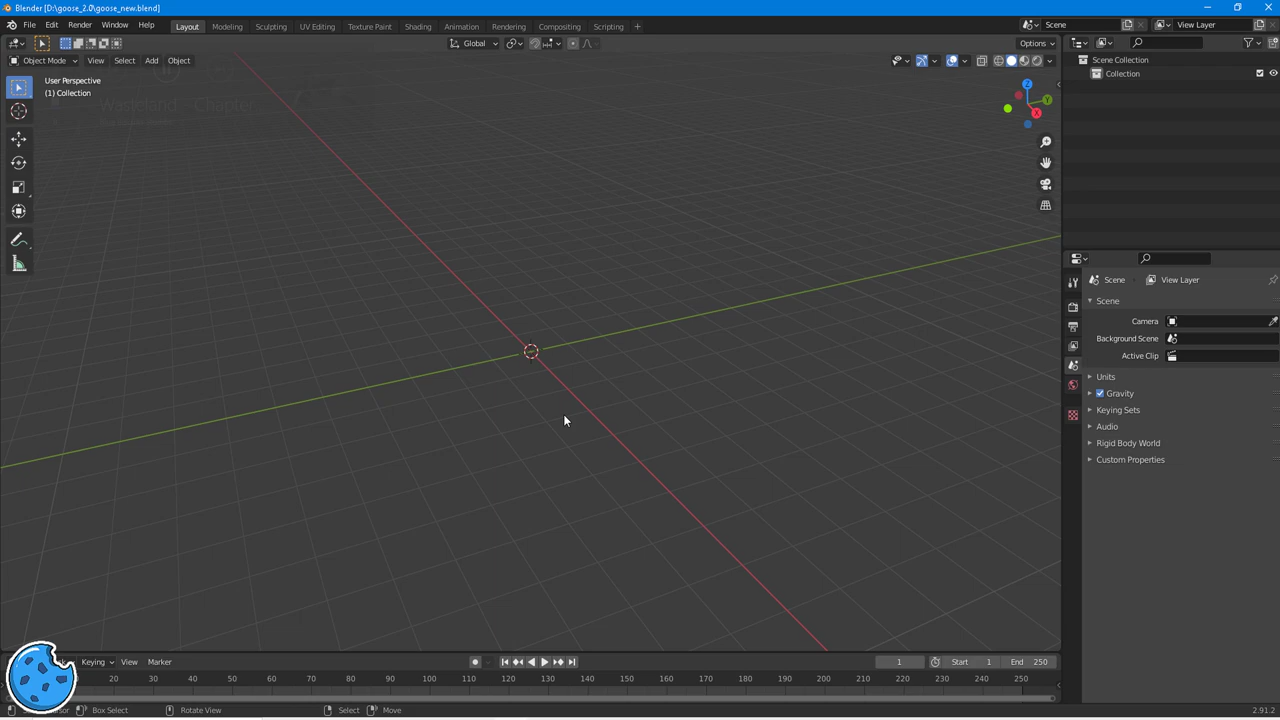 Blender [D:\goose_2.0\goose_new.blend]
File Edit Render Window Help
Layout Modeling Sculpting UV Editing Texture Paint Shading Animation Rendering Compositing Scripting +
Scene
View Layer
Global
Options
Object Mode View Select Add Object
User Perspective
(1) Collection
Wasteland Chapter
Z
Y
X
Scene Collection
Collection
Scene View Layer
Scene
Camera
Background Scene
Active Clip
Units
Gravity
Keying Sets
Audio
Rigid Body World
Custom Properties
Keying View Marker
1
Start 1
End 250
20 30 40 50 60 70 80 90 100 110 120 130 140 150 160 170 180 190 200 210 220 230 240 250
Box Select
Rotate View
Select
Move
2.91.2